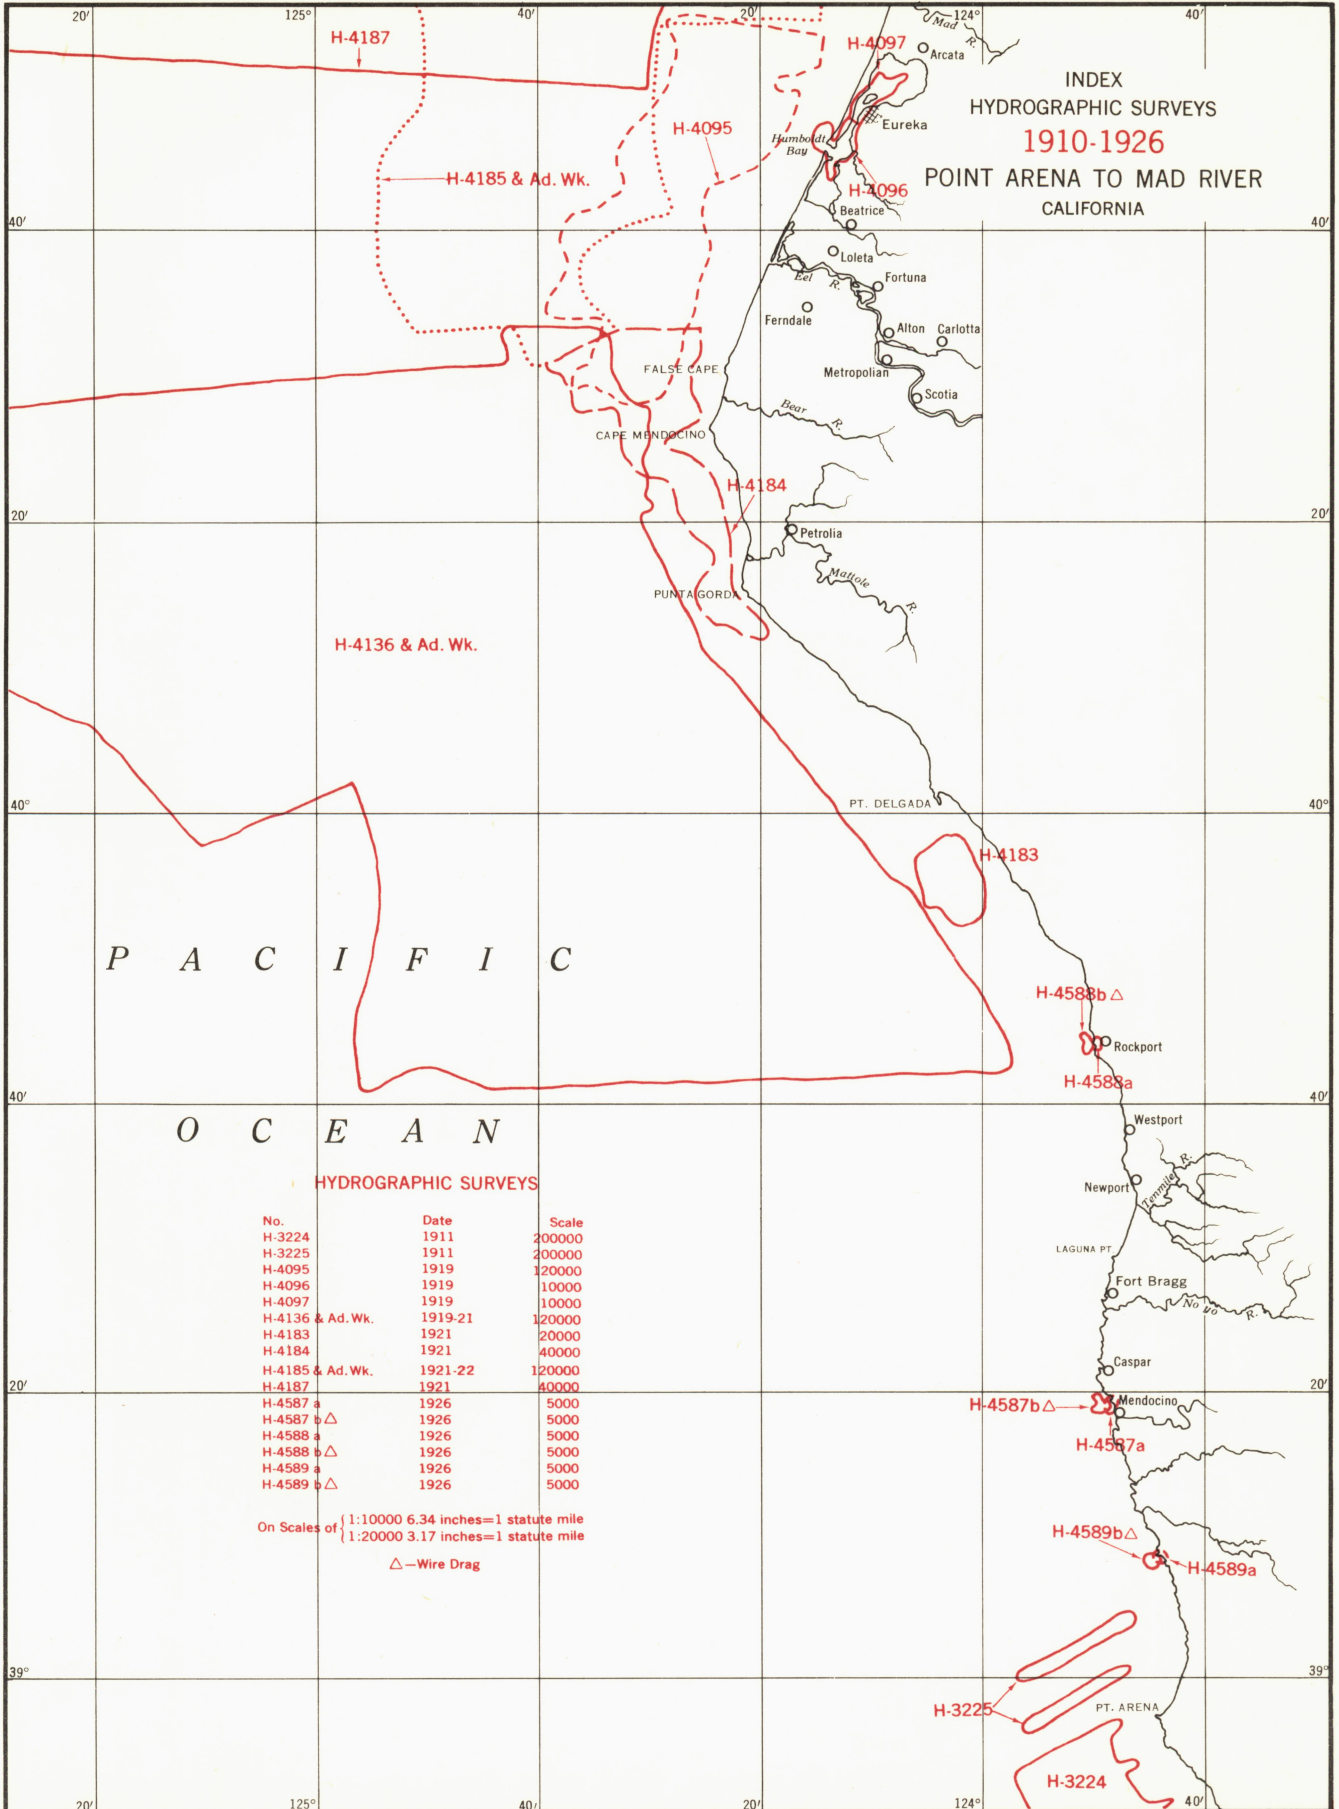 20′ 125° 40′ 20′ 124° 40′
H-4187
Mad R.
H-4097
Arcata
INDEX
HYDROGRAPHIC SURVEYS
1910-1926
POINT ARENA TO MAD RIVER
CALIFORNIA
H-4095
Eureka
Humboldt
Bay
H-4185 & Ad. Wk.
H-4096
Beatrice
40′ 40′
Loleta
Eel R.
Fortuna
Ferndale
Alton
Carlotta
FALSE CAPE
Metropolian
Scotia
Bear R.
CAPE MENDOCINO
H-4184
20′ 20′
Petrolia
Mattole R.
PUNTA GORDA
H-4136 & Ad. Wk.
PT. DELGADA
40° 40°
H-4183
PACIFIC
H-4588b △
Rockport
H-4588a
40′ 40′
OCEAN
Westport
Newport
Tenmile R.
LAGUNA PT.
Fort Bragg
Noyo R.
Caspar
20′ 20′
H-4587b △
Mendocino
H-4587a
HYDROGRAPHIC SURVEYS
No. Date Scale
H-3224 1911 200000
H-3225 1911 200000
H-4095 1919 120000
H-4096 1919 10000
H-4097 1919 10000
H-4136 & Ad. Wk. 1919-21 120000
H-4183 1921 20000
H-4184 1921 40000
H-4185 & Ad. Wk. 1921-22 120000
H-4187 1921 40000
H-4587 a 1926 5000
H-4587 b △ 1926 5000
H-4588 a 1926 5000
H-4588 b △ 1926 5000
H-4589 a 1926 5000
H-4589 b △ 1926 5000
On Scales of { 1:10000 6.34 inches=1 statute mile
{ 1:20000 3.17 inches=1 statute mile
△—Wire Drag
H-4589b △
H-4589a
39° 39°
H-3225
PT. ARENA
H-3224
20′ 125° 40′ 20′ 124° 40′